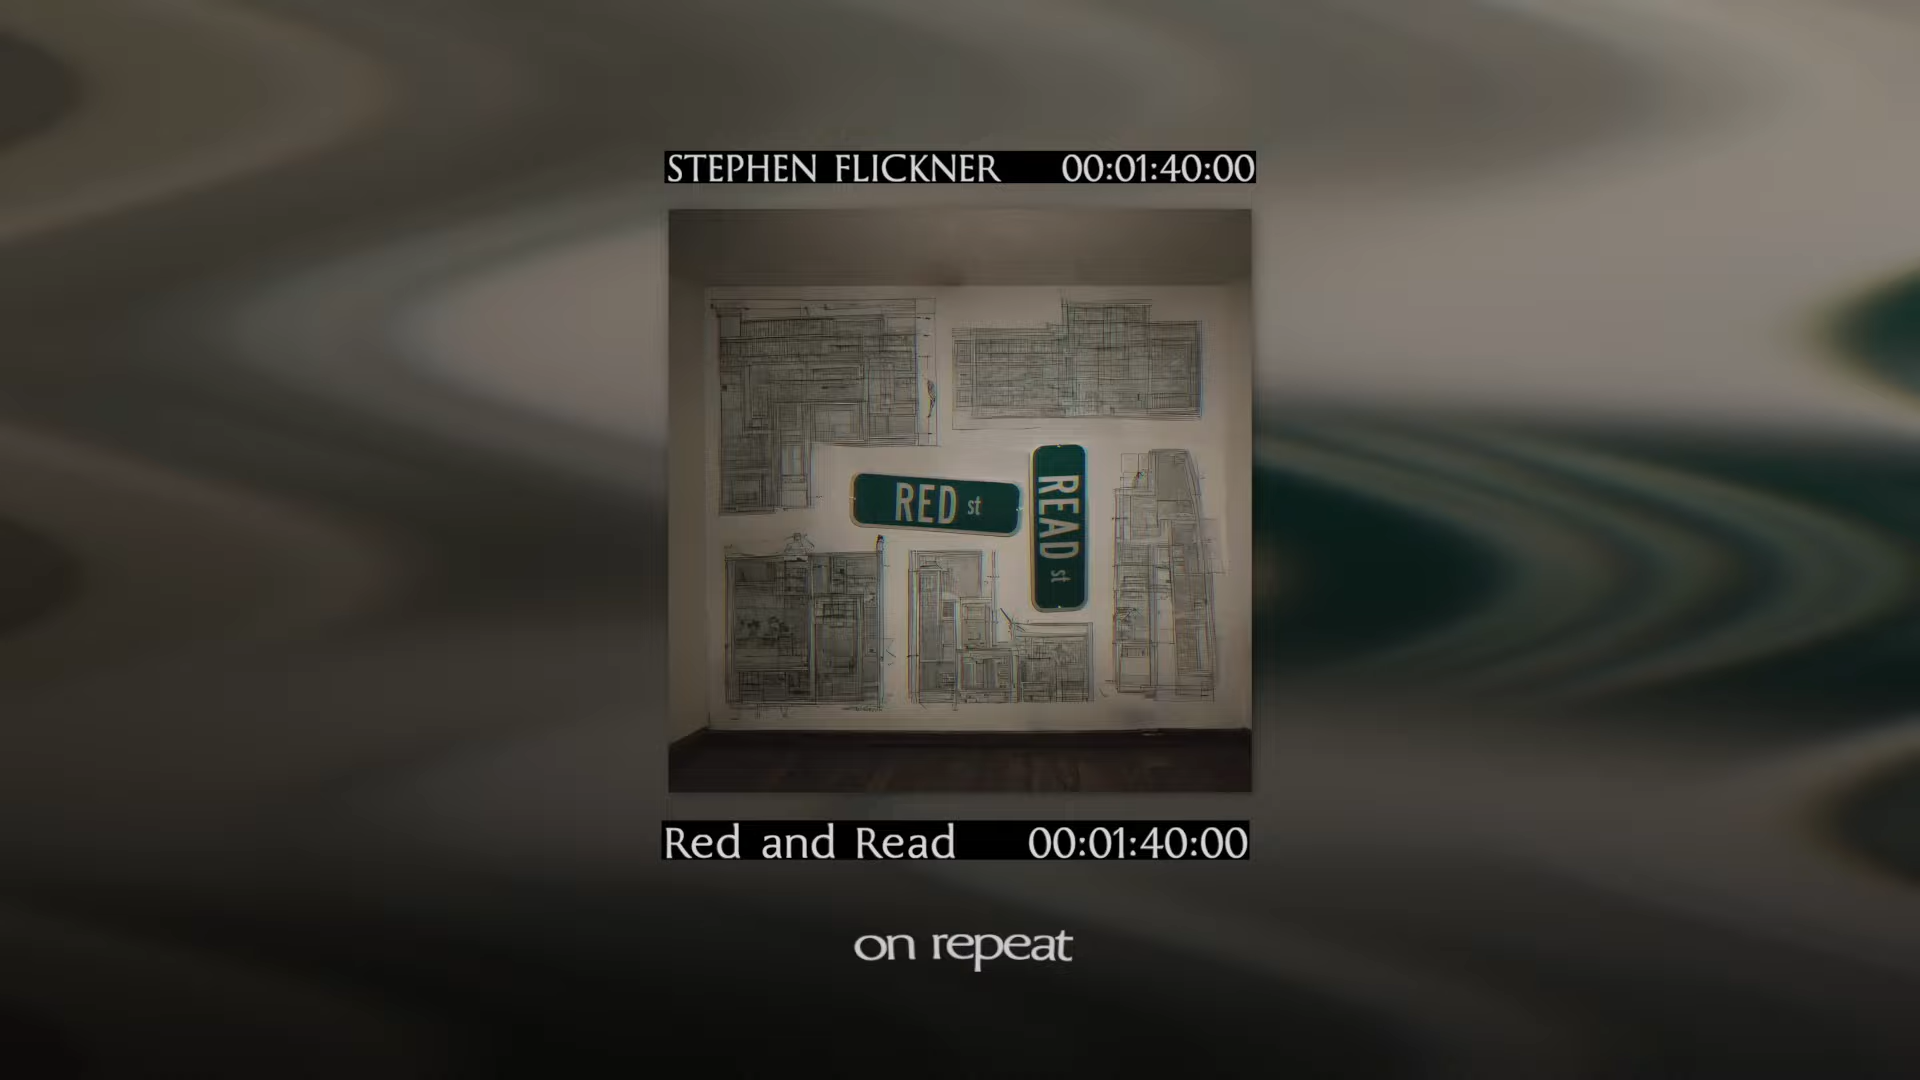 STEPHEN FLICKNER 00:01:40:00
RED st
READ st
Red and Read 00:01:40:00
on repeat